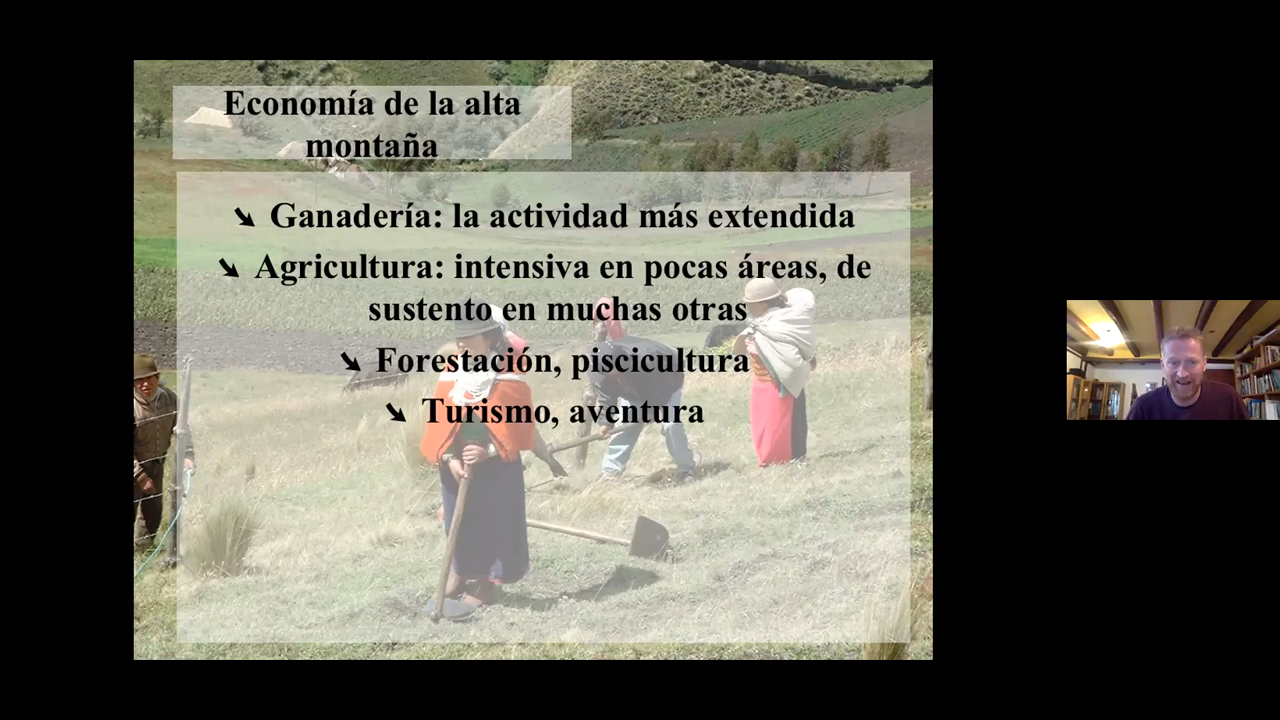 Economía de la alta
montaña
➘ Ganadería: la actividad más extendida
➘ Agricultura: intensiva en pocas áreas, de
sustento en muchas otras
➘ Forestación, piscicultura
➘ Turismo, aventura